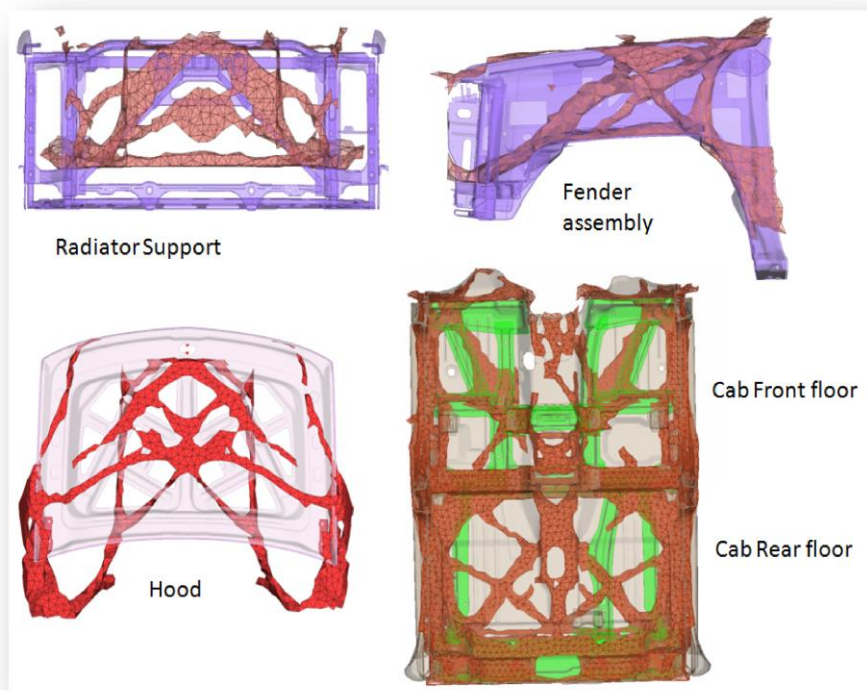 Radiator Support
Fender
assembly
Cab Front floor
Cab Rear floor
Hood